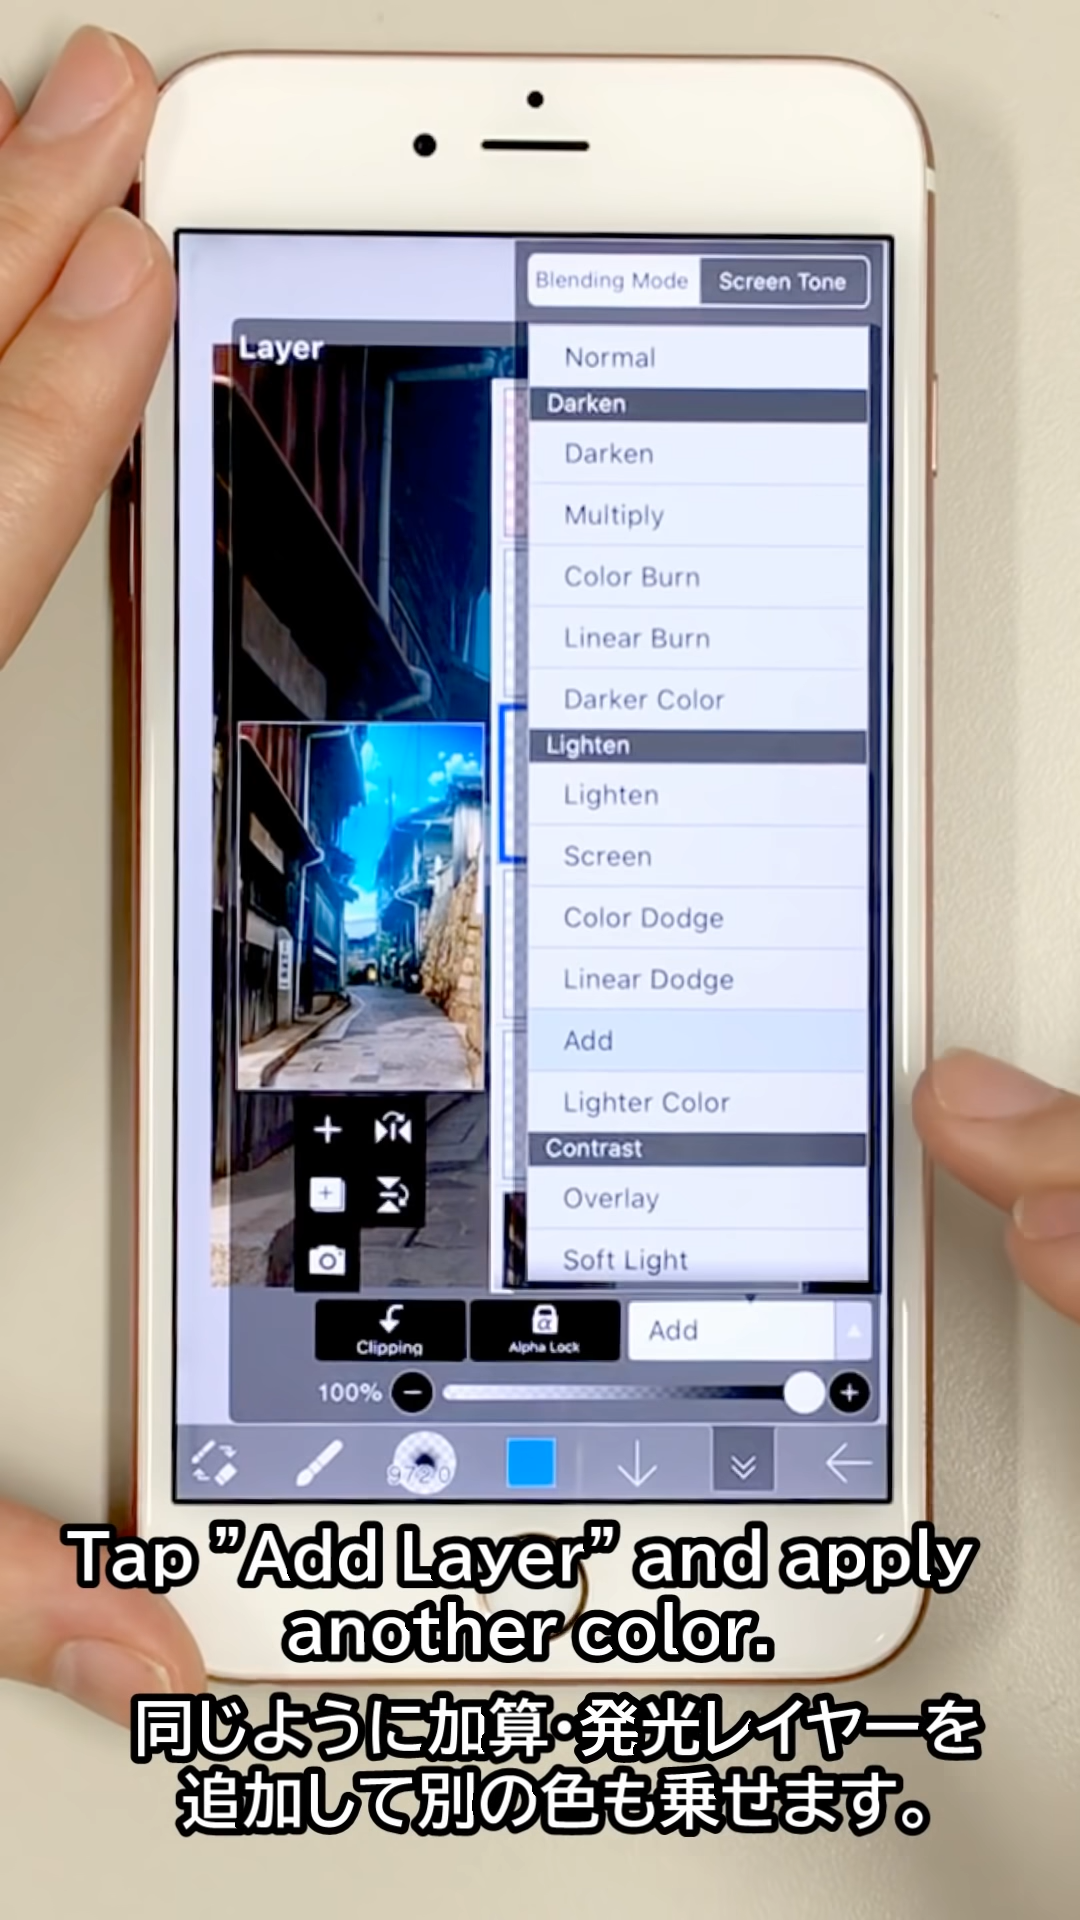 Blending Mode
Screen Tone
Layer
Normal
Darken
Darken
Multiply
Color Burn
Linear Burn
Darker Color
Lighten
Lighten
Screen
Color Dodge
Linear Dodge
Add
Lighter Color
Contrast
Overlay
Soft Light
Clipping
α
Alpha Lock
Add
100%
972.0
Tap ”Add Layer” and apply
another color.
同じように加算・発光レイヤーを
追加して別の色も乗せます。